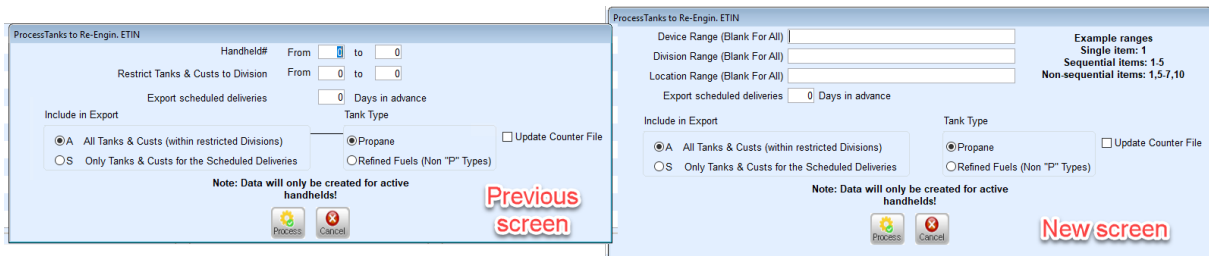 ProcessTanks to Re-Engin. ETIN
Handheld# From 0 to 0
Restrict Tanks & Custs to Division From 0 to 0
Export scheduled deliveries 0 Days in advance
Include in Export Tank Type
A All Tanks & Custs (within restricted Divisions) Propane Update Counter File
S Only Tanks & Custs for the Scheduled Deliveries Refined Fuels (Non "P" Types)
Note: Data will only be created for active
handhelds!
Process Cancel
Previous
screen
ProcessTanks to Re-Engin. ETIN
Device Range (Blank For All)
Division Range (Blank For All)
Location Range (Blank For All)
Example ranges
Single item: 1
Sequential items: 1-5
Non-sequential items: 1,5-7,10
Export scheduled deliveries 0 Days in advance
Include in Export Tank Type
A All Tanks & Custs (within restricted Divisions) Propane Update Counter File
S Only Tanks & Custs for the Scheduled Deliveries Refined Fuels (Non "P" Types)
Note: Data will only be created for active
handhelds!
Process Cancel
New screen